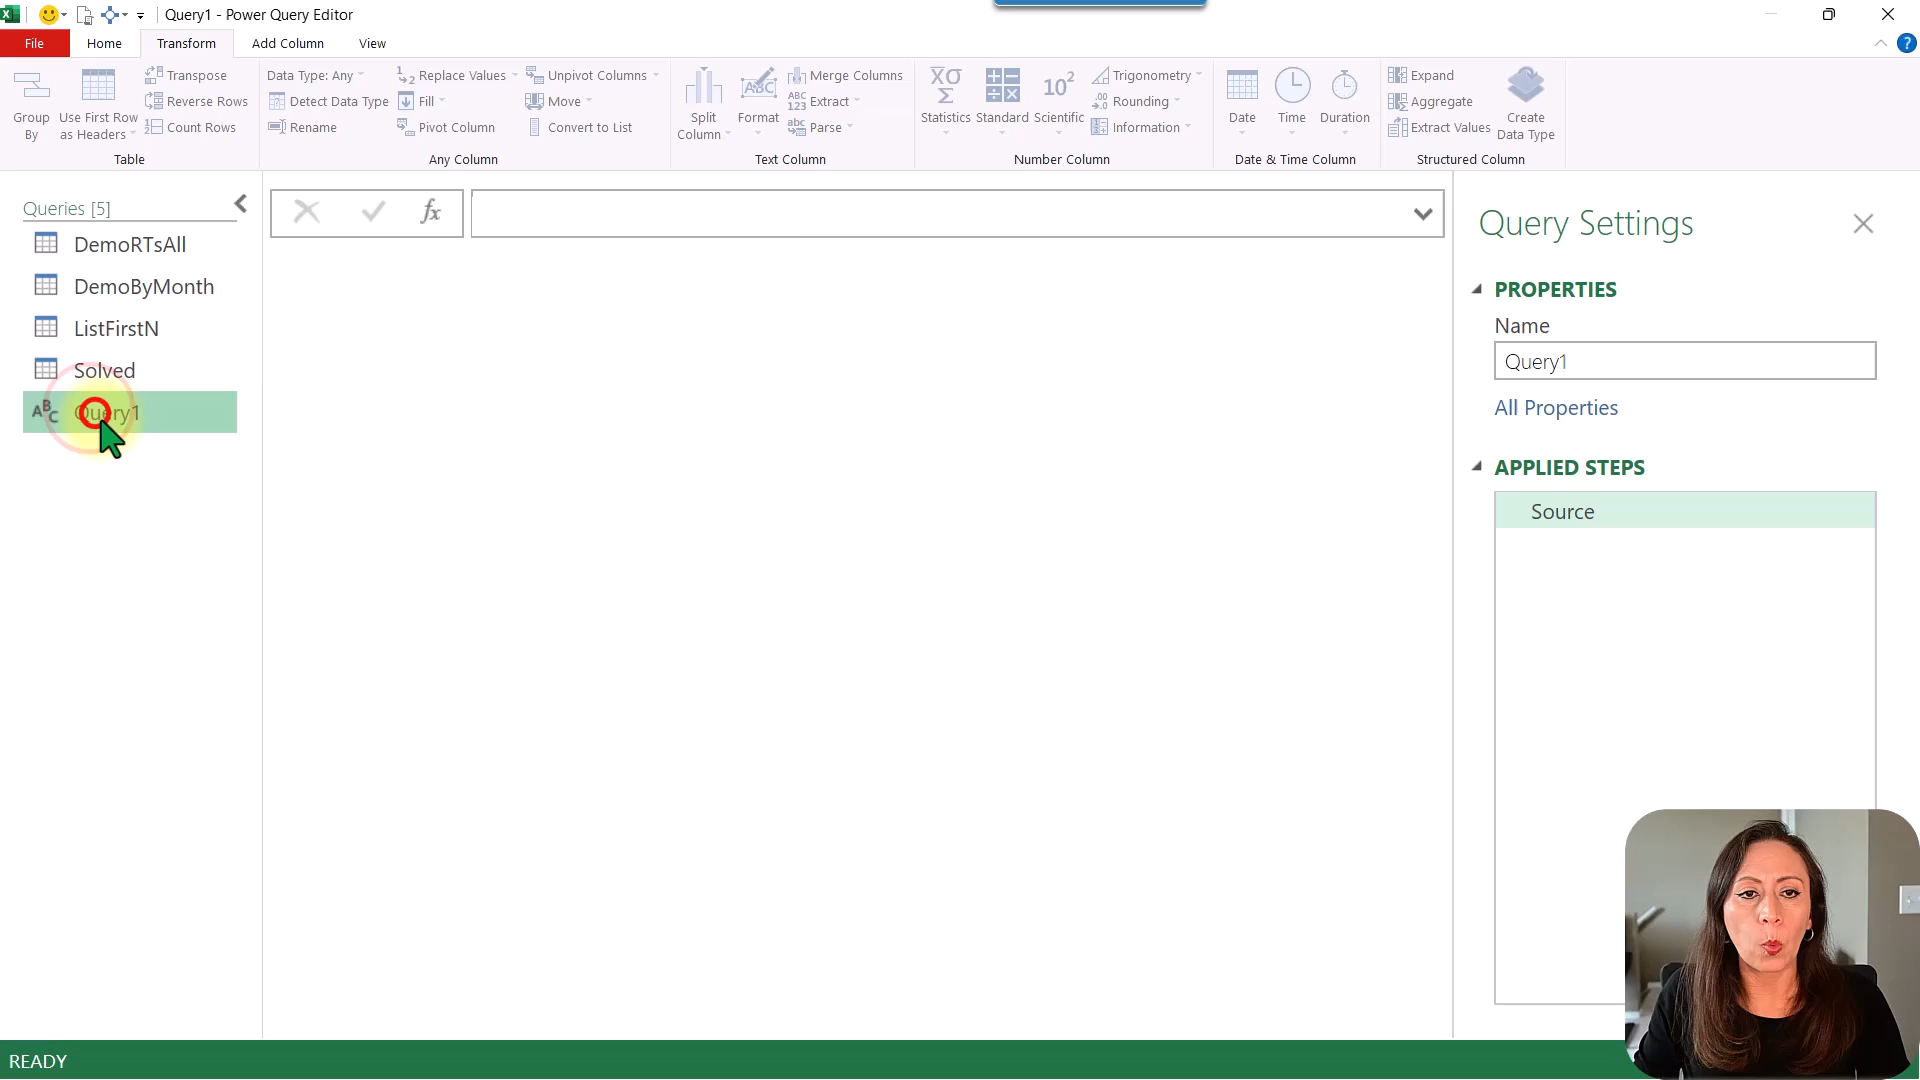 Query1 - Power Query Editor
File
Home
Transform
Add Column
View
Group
By
Use First Row
as Headers
Transpose
Reverse Rows
Count Rows
Table
Data Type: Any
Detect Data Type
Rename
Replace Values
Fill
Pivot Column
Unpivot Columns
Move
Convert to List
Any Column
Split
Column
Format
Merge Columns
Extract
Parse
Text Column
Statistics
Standard
Scientific
Trigonometry
Rounding
Information
Number Column
Date
Time
Duration
Date & Time Column
Expand
Aggregate
Extract Values
Create
Data Type
Structured Column
Queries [5]
DemoRTsAll
DemoByMonth
ListFirstN
Solved
Query1
fx
Query Settings
PROPERTIES
Name
Query1
All Properties
APPLIED STEPS
Source
READY